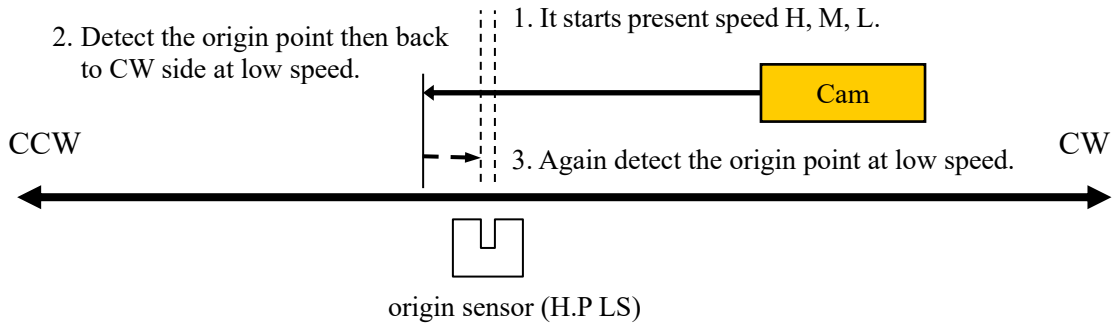 1. It starts present speed H, M, L.
2. Detect the origin point then back
to CW side at low speed.
Cam
CCW
CW
3. Again detect the origin point at low speed.
origin sensor (H.P LS)